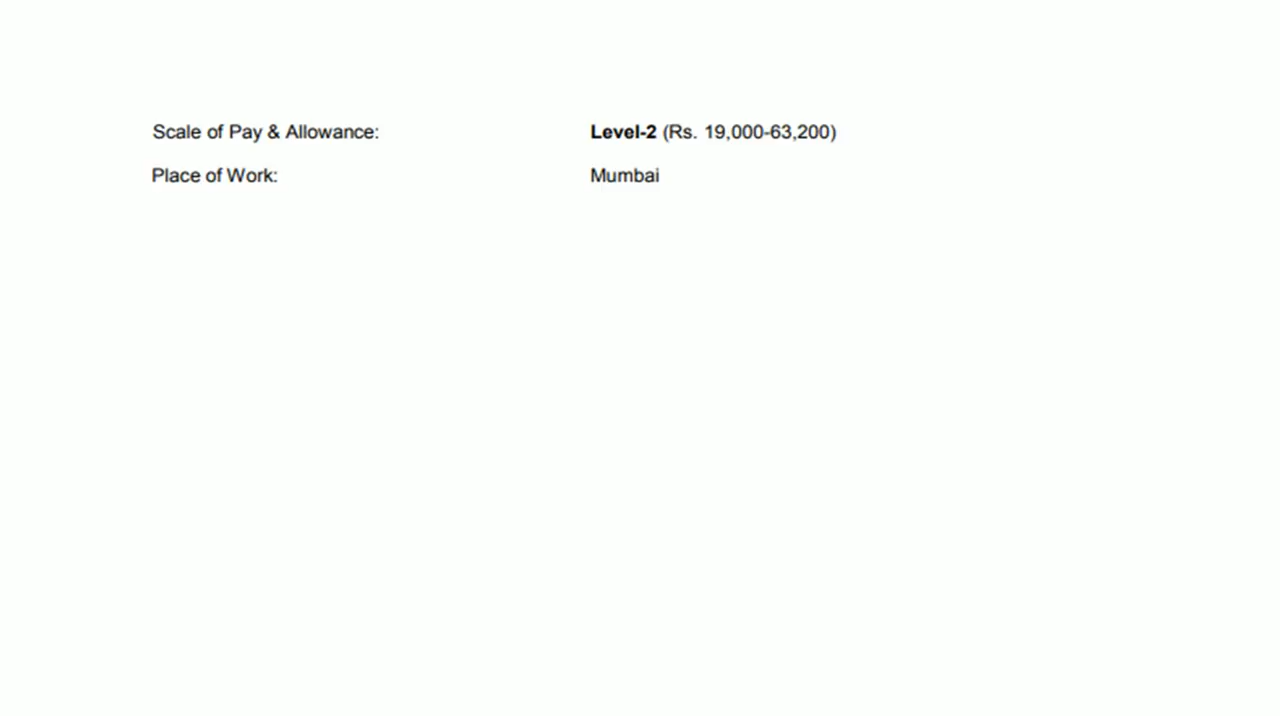 Scale of Pay & Allowance: Level-2 (Rs. 19,000-63,200)
Place of Work: Mumbai